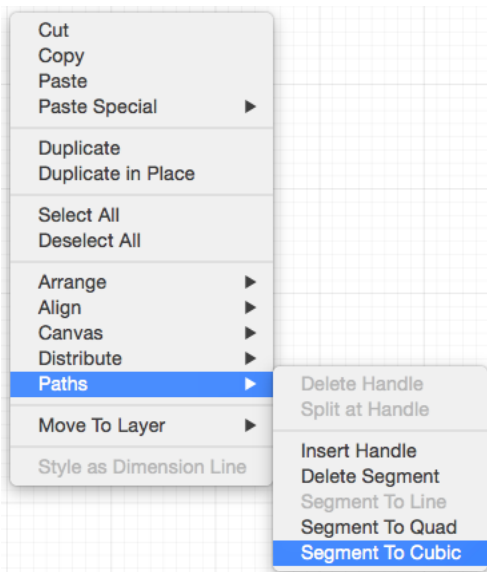 Cut
Copy
Paste
Paste Special
Duplicate
Duplicate in Place
Select All
Deselect All
Arrange
Align
Canvas
Distribute
Paths
Move To Layer
Style as Dimension Line
Delete Handle
Split at Handle
Insert Handle
Delete Segment
Segment To Line
Segment To Quad
Segment To Cubic